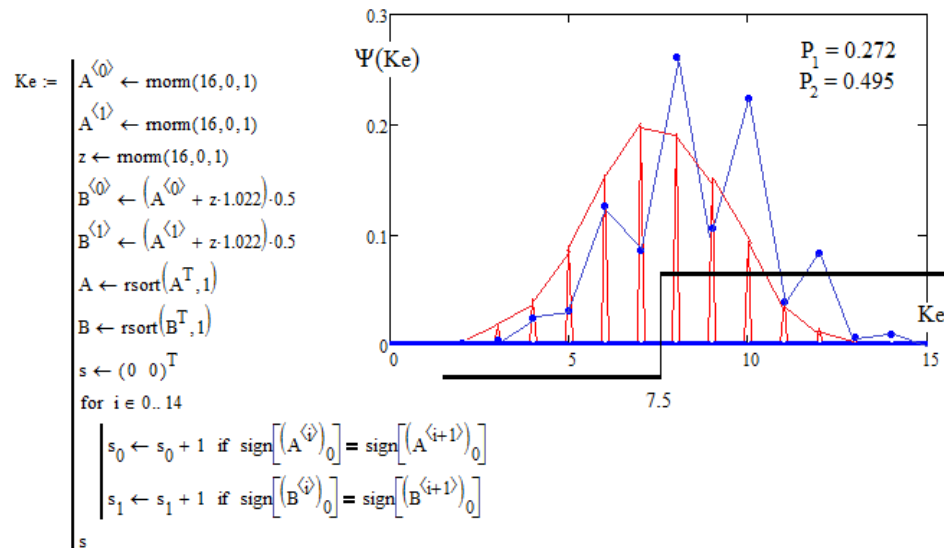 Ke := A^⟨0⟩ ← rnorm(16,0,1)
A^⟨1⟩ ← rnorm(16,0,1)
z ← rnorm(16,0,1)
B^⟨0⟩ ← (A^⟨0⟩ + z·1.022)·0.5
B^⟨1⟩ ← (A^⟨1⟩ + z·1.022)·0.5
A ← rsort(A^T, 1)
B ← rsort(B^T, 1)
s ← (0 0)^T
for i ∈ 0.. 14
s_0 ← s_0 + 1 if sign[(A^⟨i⟩)_0] = sign[(A^⟨i+1⟩)_0]
s_1 ← s_1 + 1 if sign[(B^⟨i⟩)_0] = sign[(B^⟨i+1⟩)_0]
s
0.3
Ψ(Ke)
P_1 = 0.272
P_2 = 0.495
0.2
0.1
Ke
0
0 5 10 15
7.5